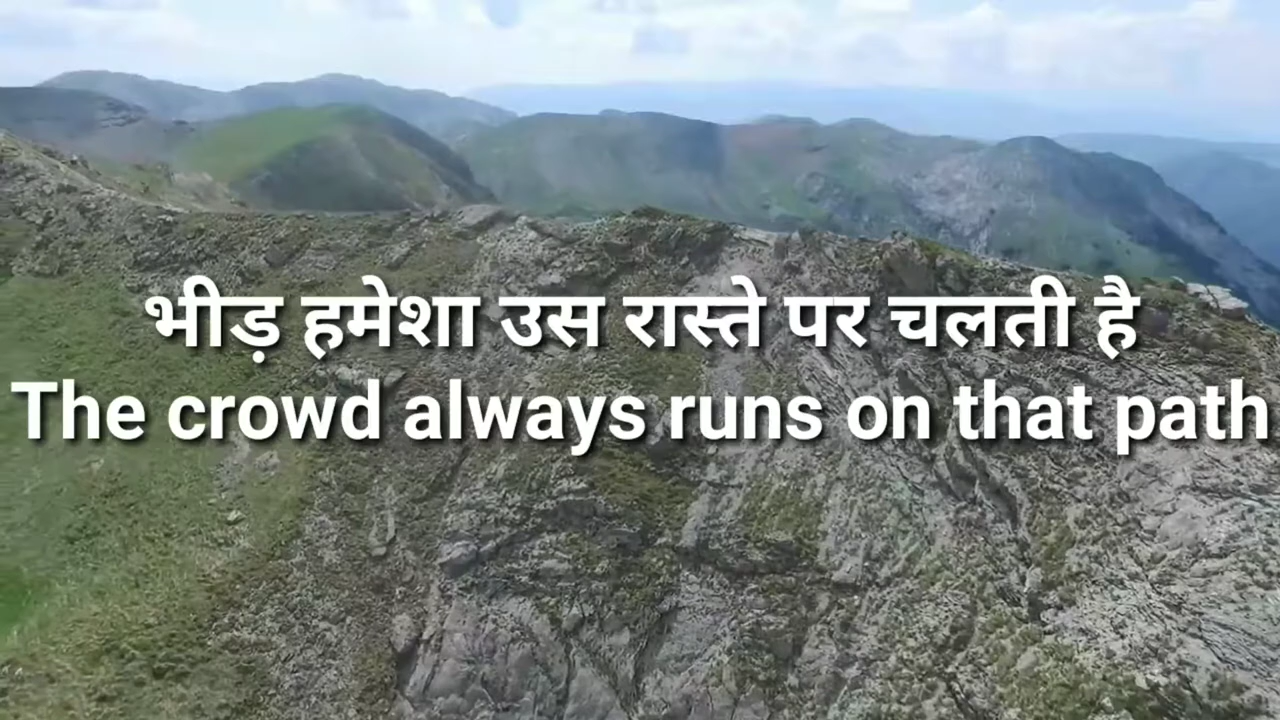 भीड़ हमेशा उस रास्ते पर चलती है
The crowd always runs on that path